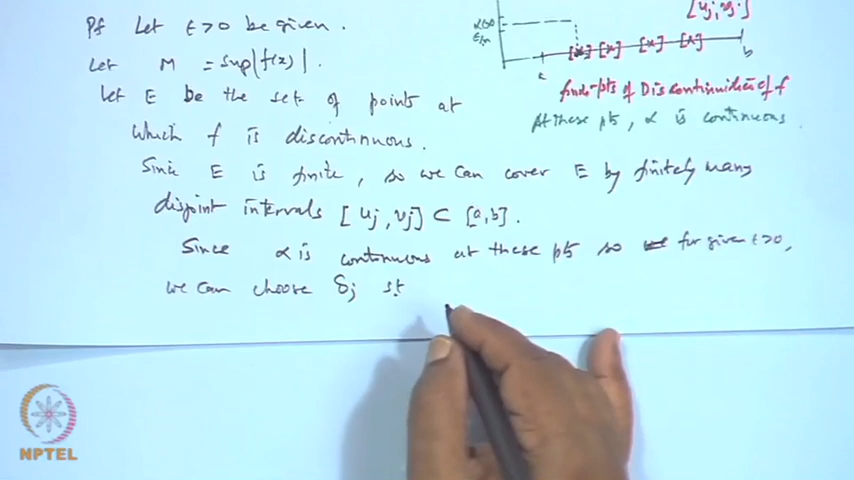 Pf Let ε>0 be given.
Let M = sup|f(x)|.
Let E be the set of points at
which f is discontinuous.
Since E is finite, so we can cover E by finitely many
disjoint intervals [uj, vj] ⊂ [a,b].
Since α is continuous at these pts so for given ε>0,
we can choose δj st
[uj, vj]
a
b
finite-pts of Discontinuities of f
At these pts, α is continuous.
NPTEL